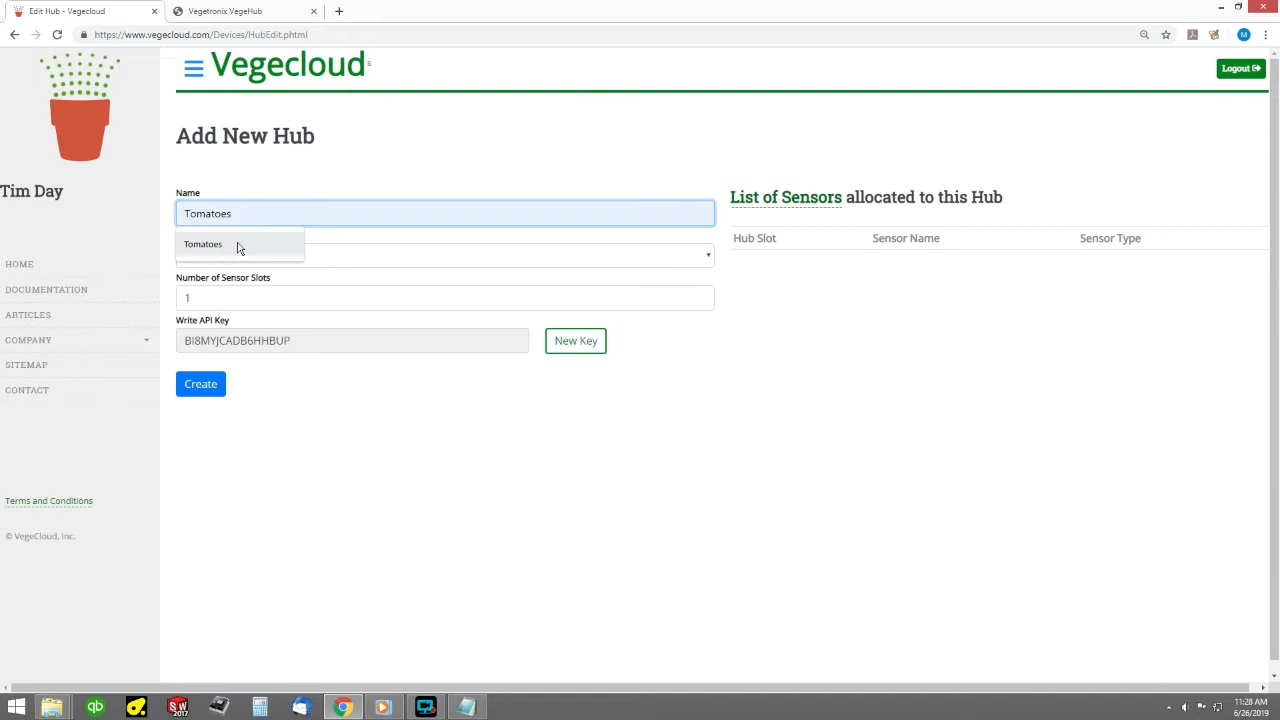 Edit Hub - Vegecloud
Vegetronix VegeHub
https://www.vegecloud.com/Devices/HubEdit.phtml
M
Vegecloud
Logout
Add New Hub
Tim Day
Name
Tomatoes
Tomatoes
Number of Sensor Slots
1
Write API Key
BI8MYJCADB6HHBUP
New Key
Create
List of Sensors allocated to this Hub
Hub Slot Sensor Name Sensor Type
HOME
DOCUMENTATION
ARTICLES
COMPANY
SITEMAP
CONTACT
Terms and Conditions
© VegeCloud, Inc.
qb
SW
2017
11:28 AM
6/26/2019